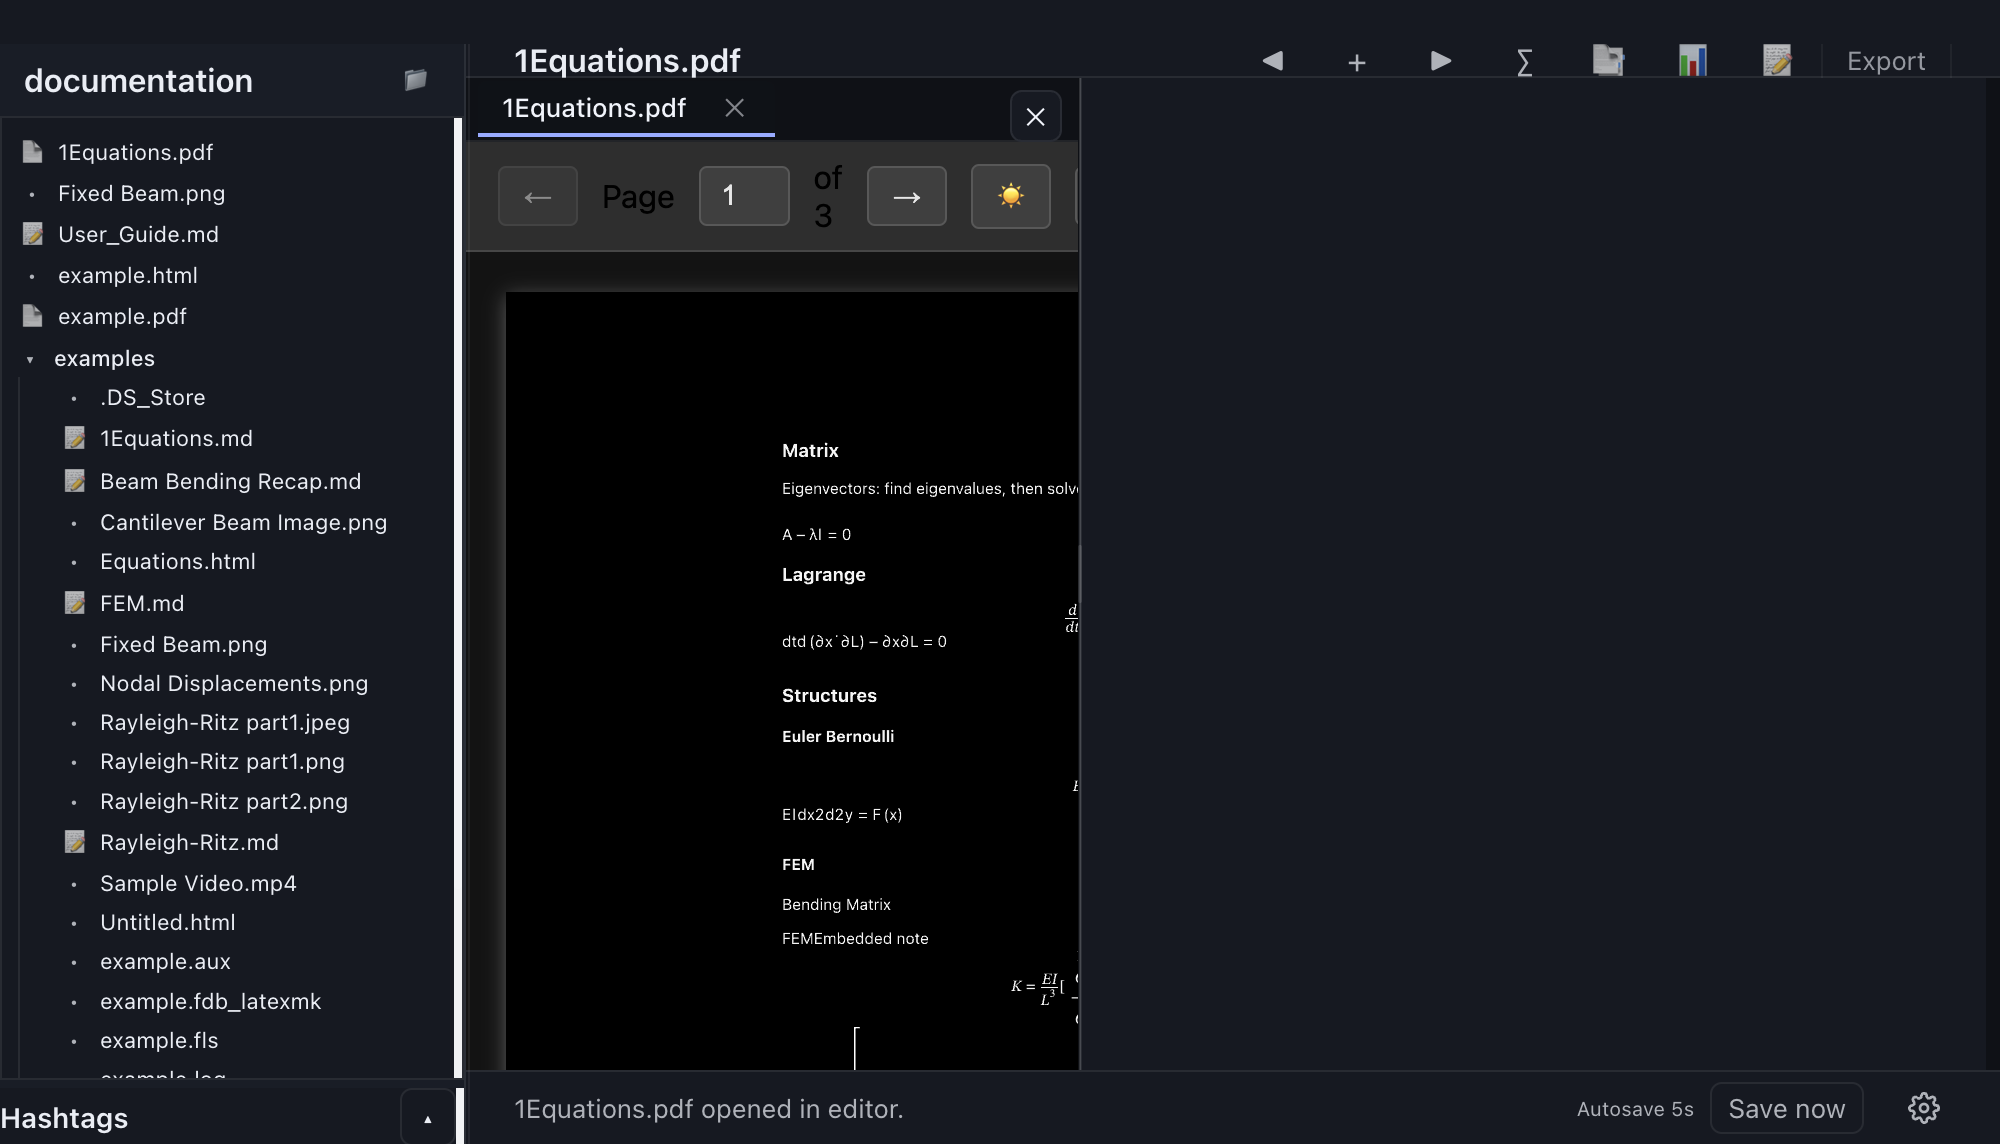 documentation
1Equations.pdf
Fixed Beam.png
User_Guide.md
example.html
example.pdf
examples
.DS_Store
1Equations.md
Beam Bending Recap.md
Cantilever Beam Image.png
Equations.html
FEM.md
Fixed Beam.png
Nodal Displacements.png
Rayleigh-Ritz part1.jpeg
Rayleigh-Ritz part1.png
Rayleigh-Ritz part2.png
Rayleigh-Ritz.md
Sample Video.mp4
Untitled.html
example.aux
example.fdb_latexmk
example.fls
example.log
Hashtags
1Equations.pdf
+ ∑ Export
1Equations.pdf
← Page 1 of 3 →
Matrix
Eigenvectors: find eigenvalues, then solv
A – λI = 0
Lagrange
d
dt
dtd (∂x˙∂L) – ∂x∂L = 0
Structures
Euler Bernoulli
EIdx2d2y = F (x)
FEM
Bending Matrix
FEMEmbedded note
K = EI/L³ [
1Equations.pdf opened in editor.
Autosave 5s
Save now